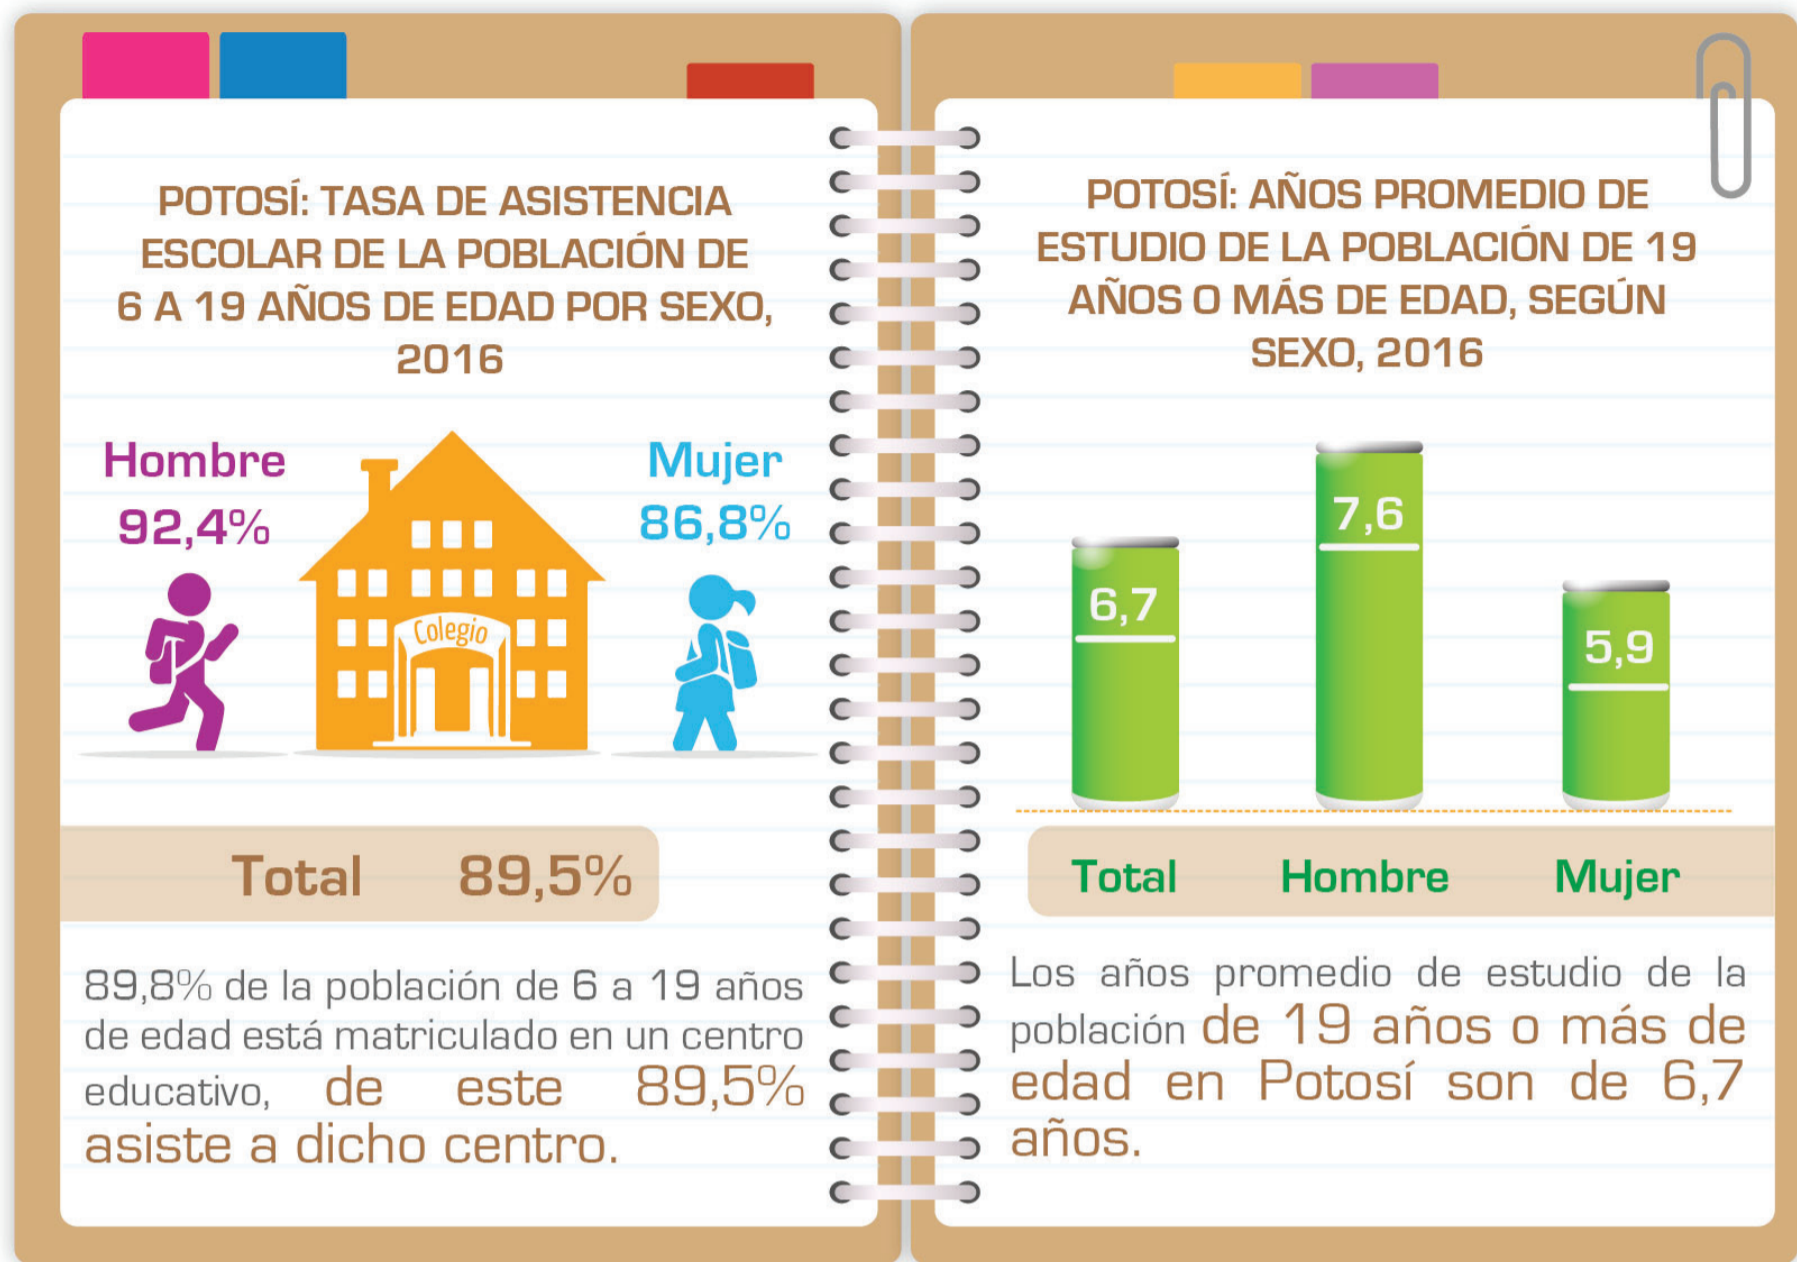 POTOSÍ: TASA DE ASISTENCIA
ESCOLAR DE LA POBLACIÓN DE
6 A 19 AÑOS DE EDAD POR SEXO,
2016
Hombre
92,4%
Mujer
86,8%
Colegio
Total 89,5%
89,8% de la población de 6 a 19 años
de edad está matriculado en un centro
educativo, de este 89,5%
asiste a dicho centro.
POTOSÍ: AÑOS PROMEDIO DE
ESTUDIO DE LA POBLACIÓN DE 19
AÑOS O MÁS DE EDAD, SEGÚN
SEXO, 2016
6,7
7,6
5,9
Total Hombre Mujer
Los años promedio de estudio de la
población de 19 años o más de
edad en Potosí son de 6,7
años.